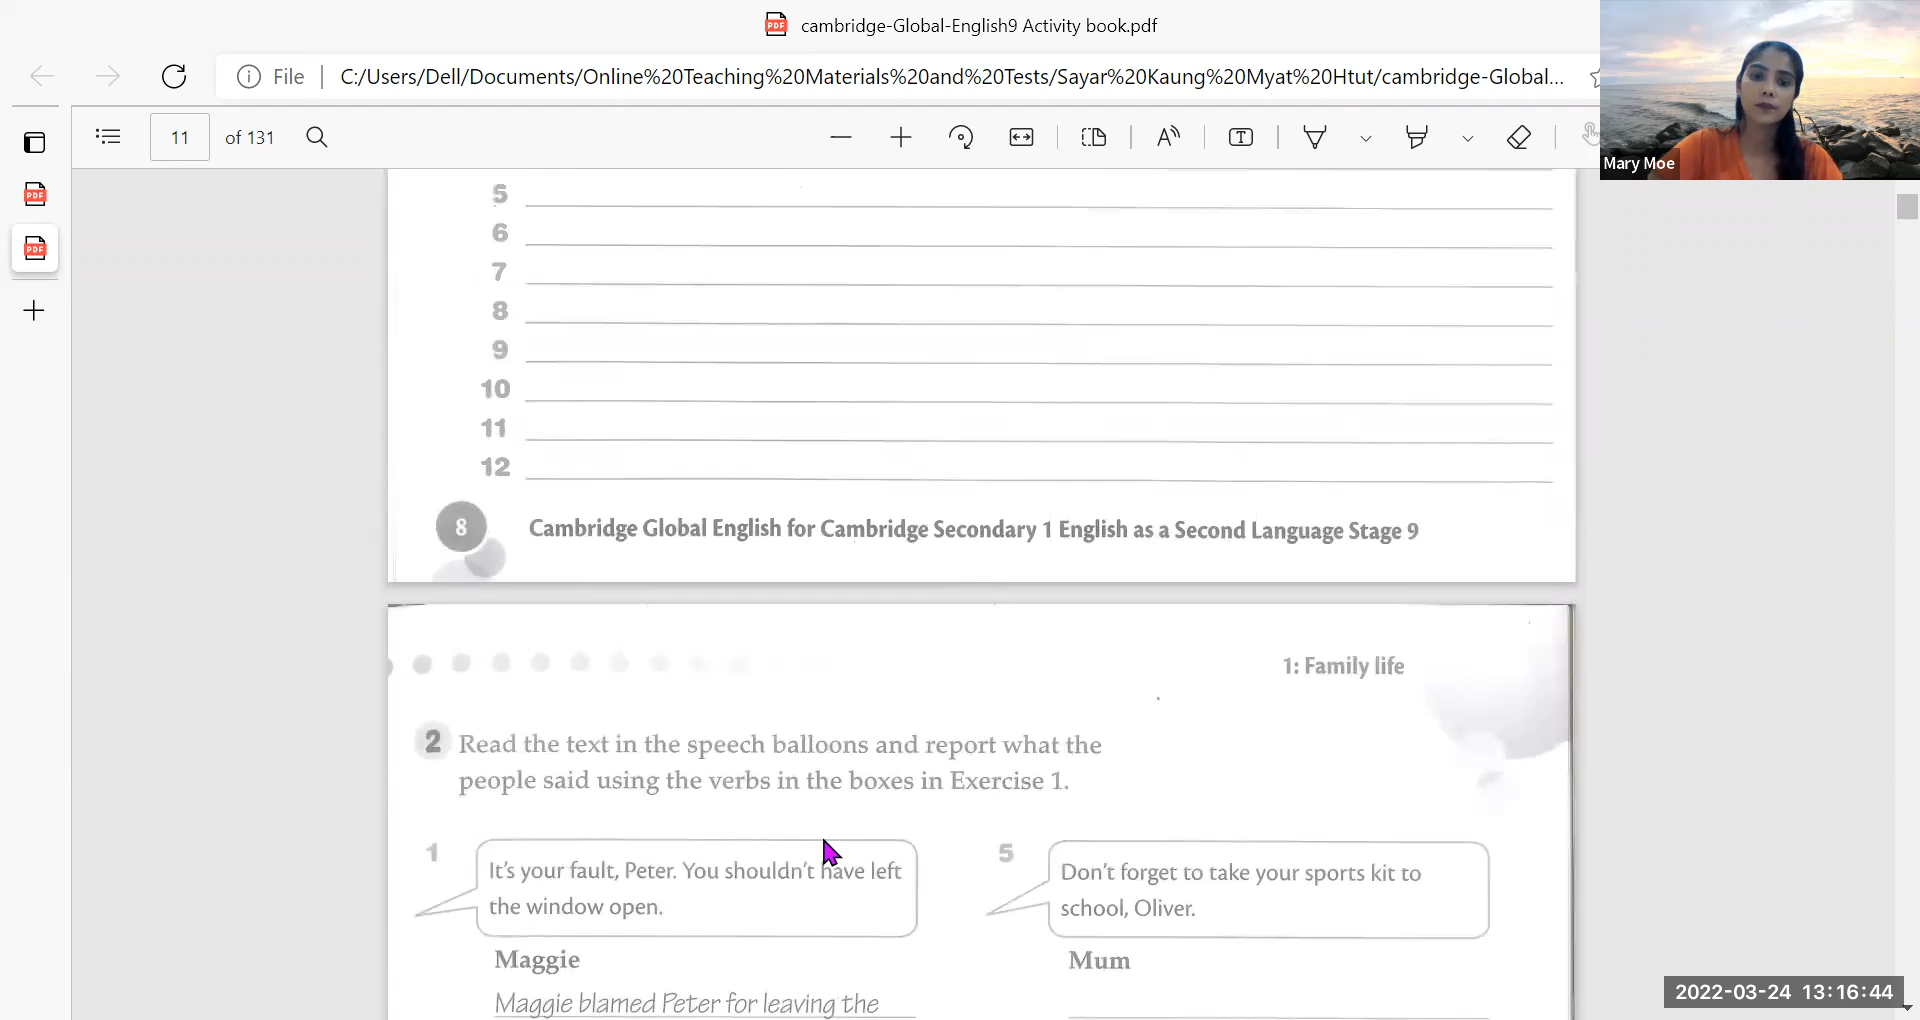 cambridge-Global-English9 Activity book.pdf
File
C:/Users/Dell/Documents/Online%20Teaching%20Materials%20and%20Tests/Sayar%20Kaung%20Myat%20Htut/cambridge-Global...
11 of 131
Mary Moe
5
6
7
8
9
10
11
12
8 Cambridge Global English for Cambridge Secondary 1 English as a Second Language Stage 9
1: Family life
2 Read the text in the speech balloons and report what the
people said using the verbs in the boxes in Exercise 1.
1
It's your fault, Peter. You shouldn't have left
the window open.
Maggie
Maggie blamed Peter for leaving the
5
Don't forget to take your sports kit to
school, Oliver.
Mum
2022-03-24 13:16:44